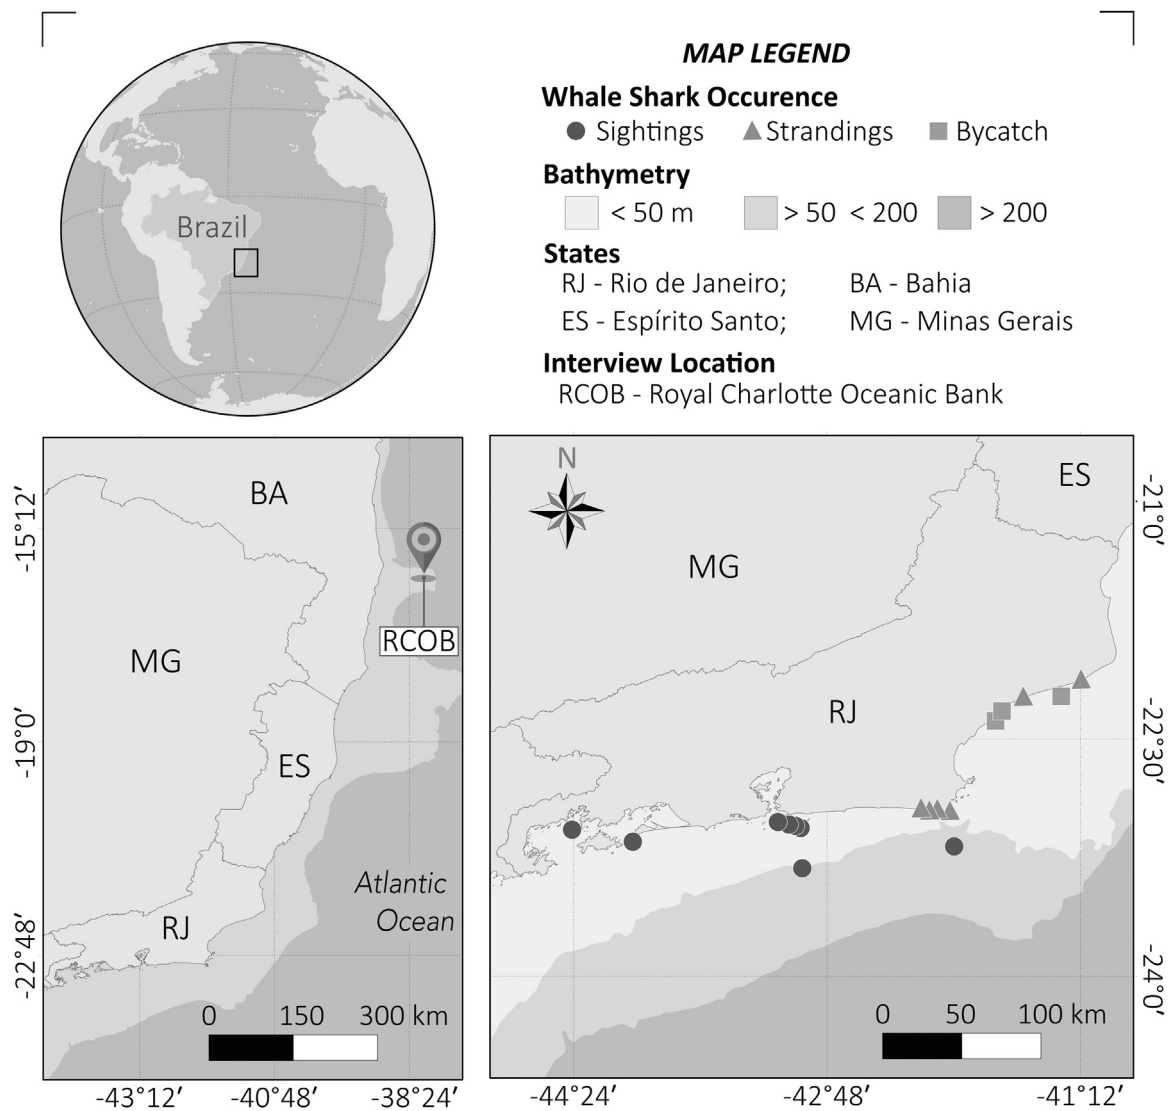 MAP LEGEND
Whale Shark Occurence
Sightings Strandings Bycatch
Bathymetry
< 50 m > 50 < 200 > 200
States
RJ - Rio de Janeiro; BA - Bahia
ES - Espírito Santo; MG - Minas Gerais
Interview Location
RCOB - Royal Charlotte Oceanic Bank
Brazil
BA
-15°12′
RCOB
MG
-19°0′
ES
Atlantic
Ocean
RJ
-22°48′
0 150 300 km
-43°12′ -40°48′ -38°24′
N
ES
-21°0′
MG
RJ
-22°30′
-24°0′
0 50 100 km
-44°24′ -42°48′ -41°12′